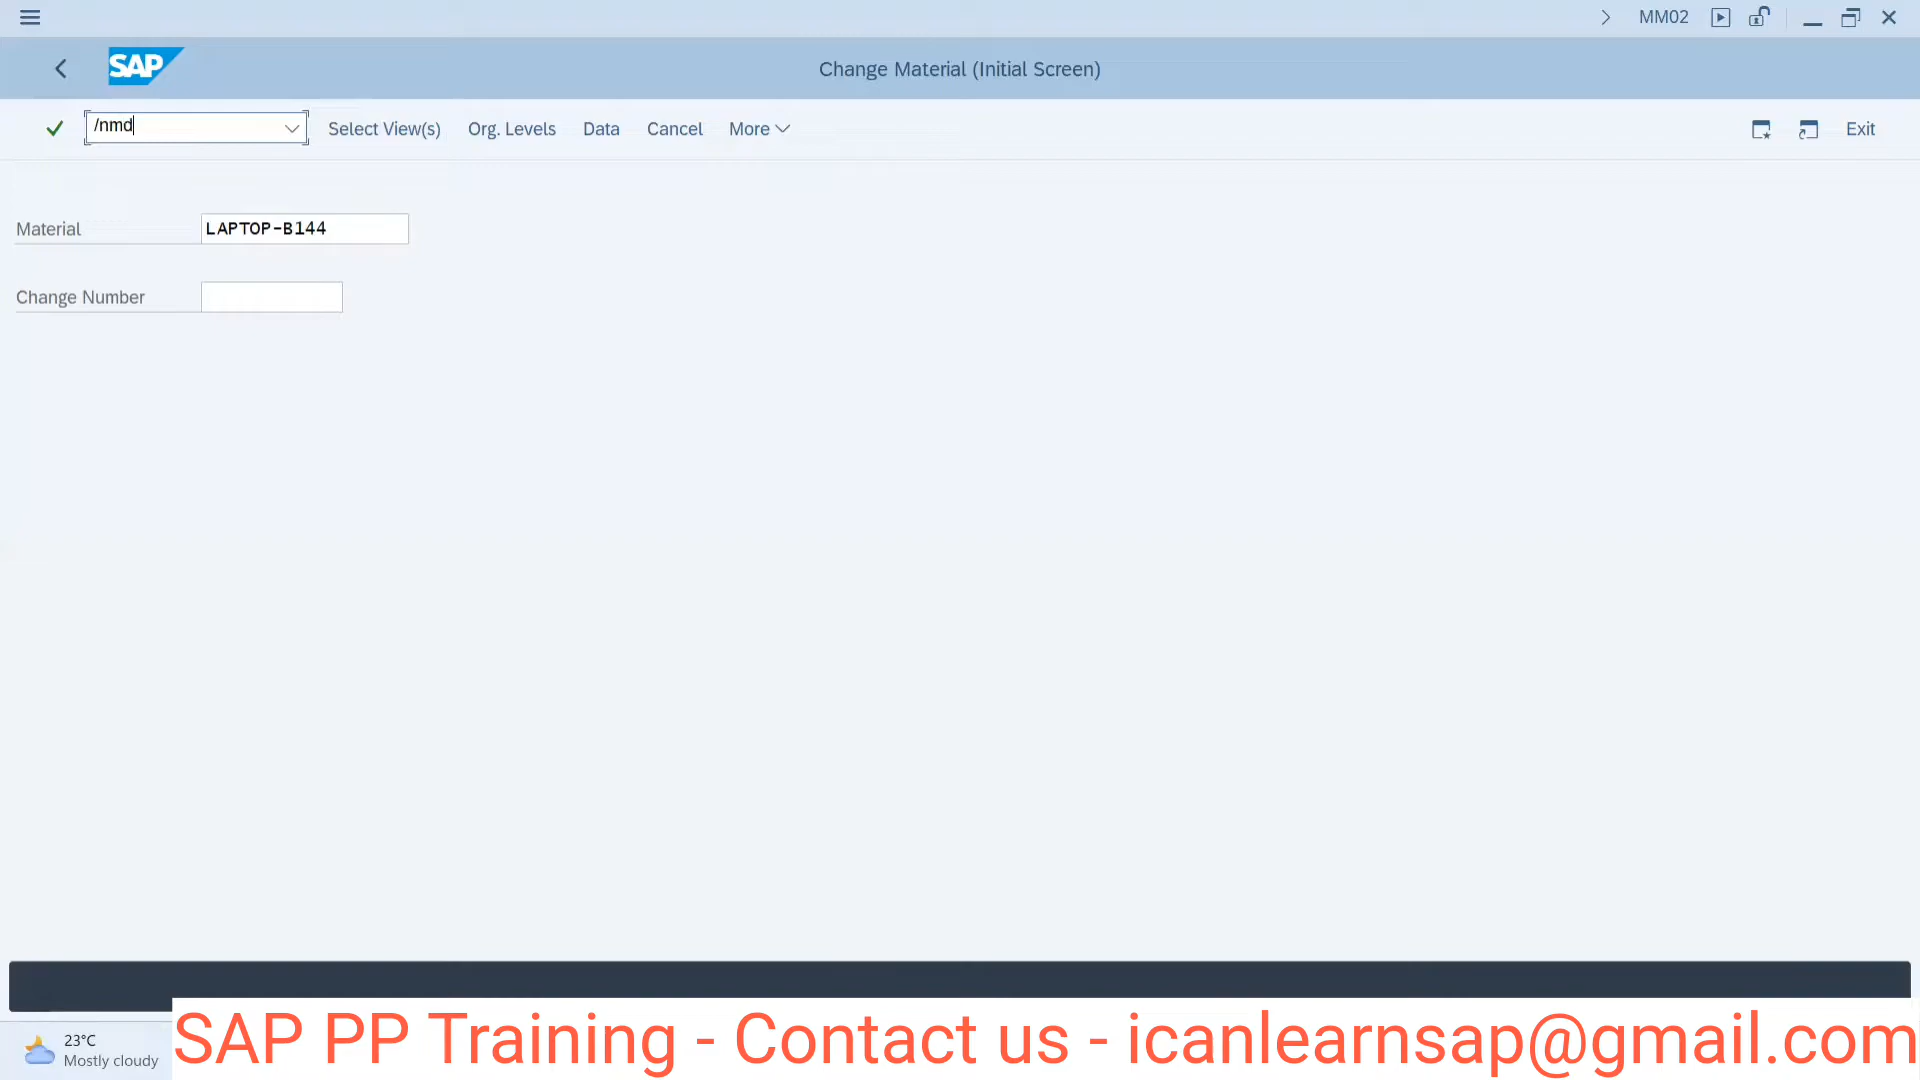 MM02
SAP
Change Material (Initial Screen)
/nmd
Select View(s)
Org. Levels
Data
Cancel
More
Exit
Material
LAPTOP-B144
Change Number
23°C
Mostly cloudy
SAP PP Training - Contact us - icanlearnsap@gmail.com